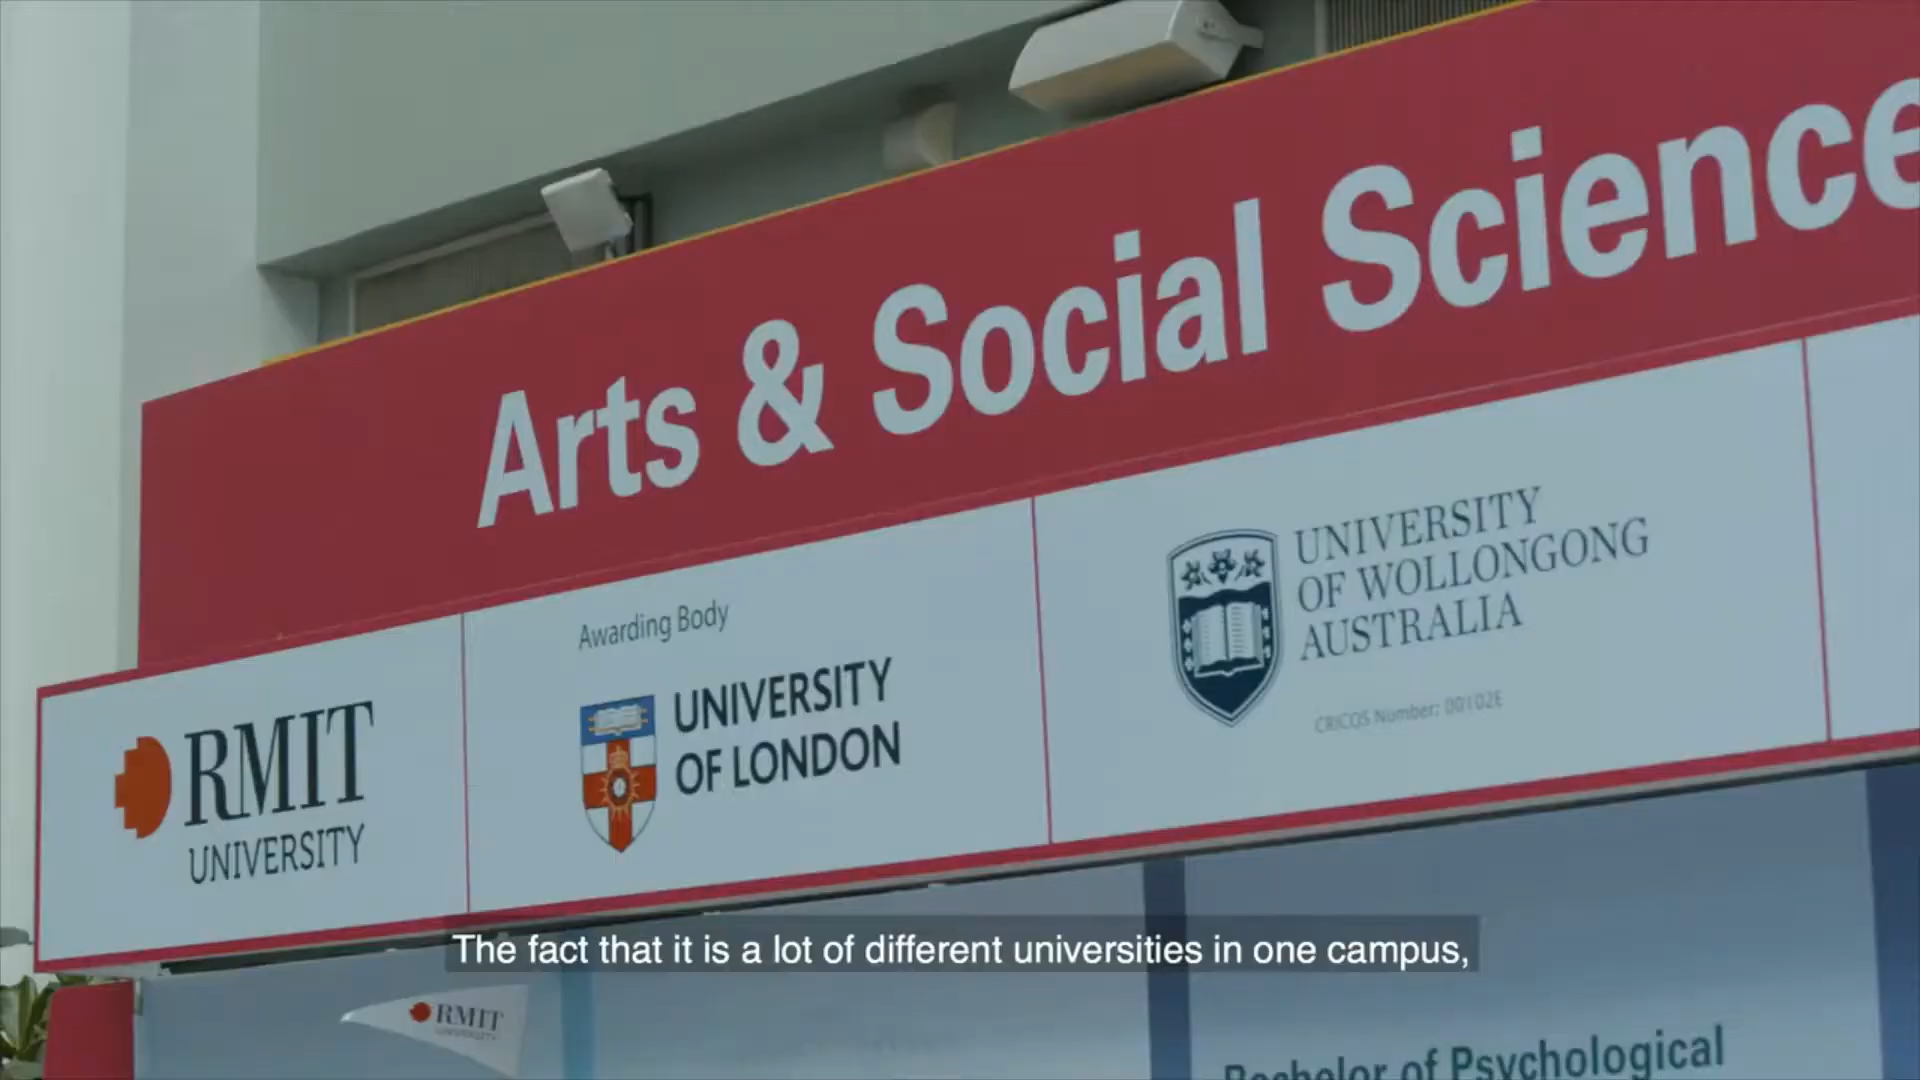 Arts & Social Science
Awarding Body
RMIT
UNIVERSITY
UNIVERSITY
OF LONDON
UNIVERSITY
OF WOLLONGONG
AUSTRALIA
CRICOS Number: 00102E
The fact that it is a lot of different universities in one campus,
RMIT
UNIVERSITY
Bachelor of Psychological